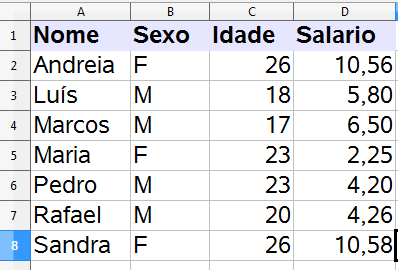 A B C D
1 Nome Sexo Idade Salario
2 Andreia F 26 10,56
3 Luís M 18 5,80
4 Marcos M 17 6,50
5 Maria F 23 2,25
6 Pedro M 23 4,20
7 Rafael M 20 4,26
8 Sandra F 26 10,58